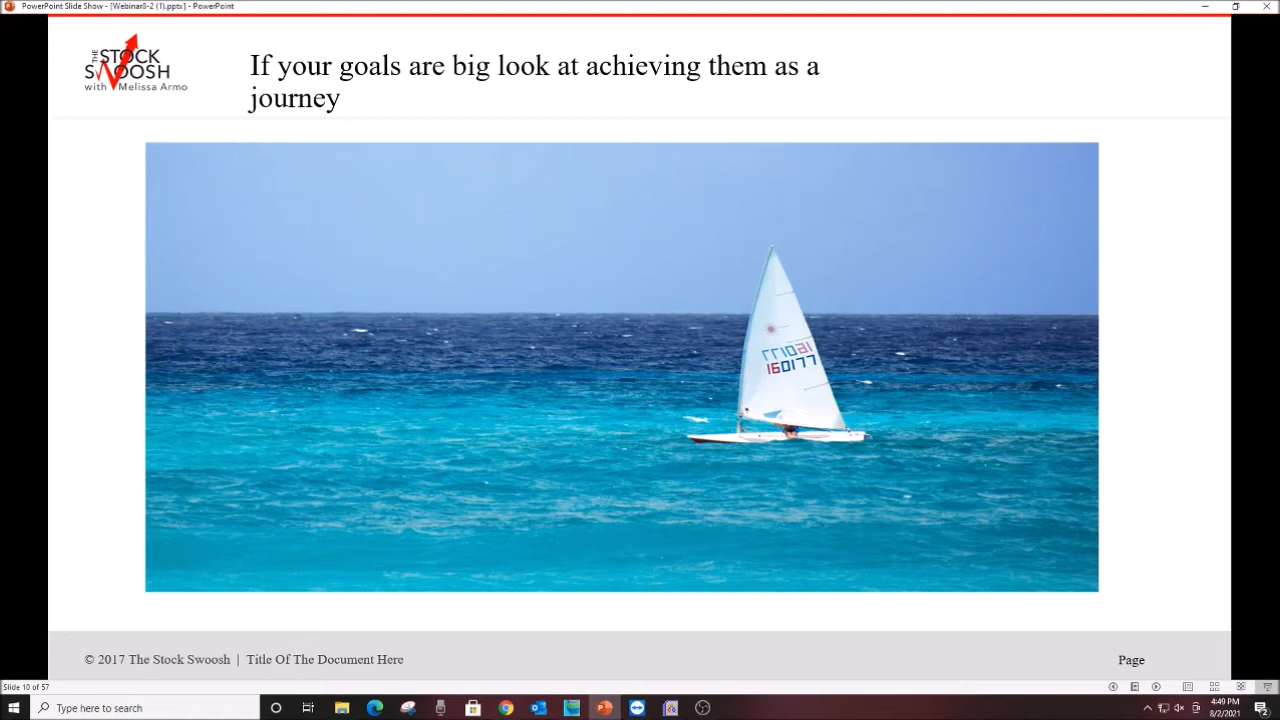 PowerPoint Slide Show - [Webinar8-2 (1).pptx] - PowerPoint
THE
STOCK
SWOOSH
with Melissa Armo
If your goals are big look at achieving them as a
journey
160177
© 2017 The Stock Swoosh | Title Of The Document Here
Page
Slide 10 of 57
Type here to search
4:49 PM
8/2/2021
2